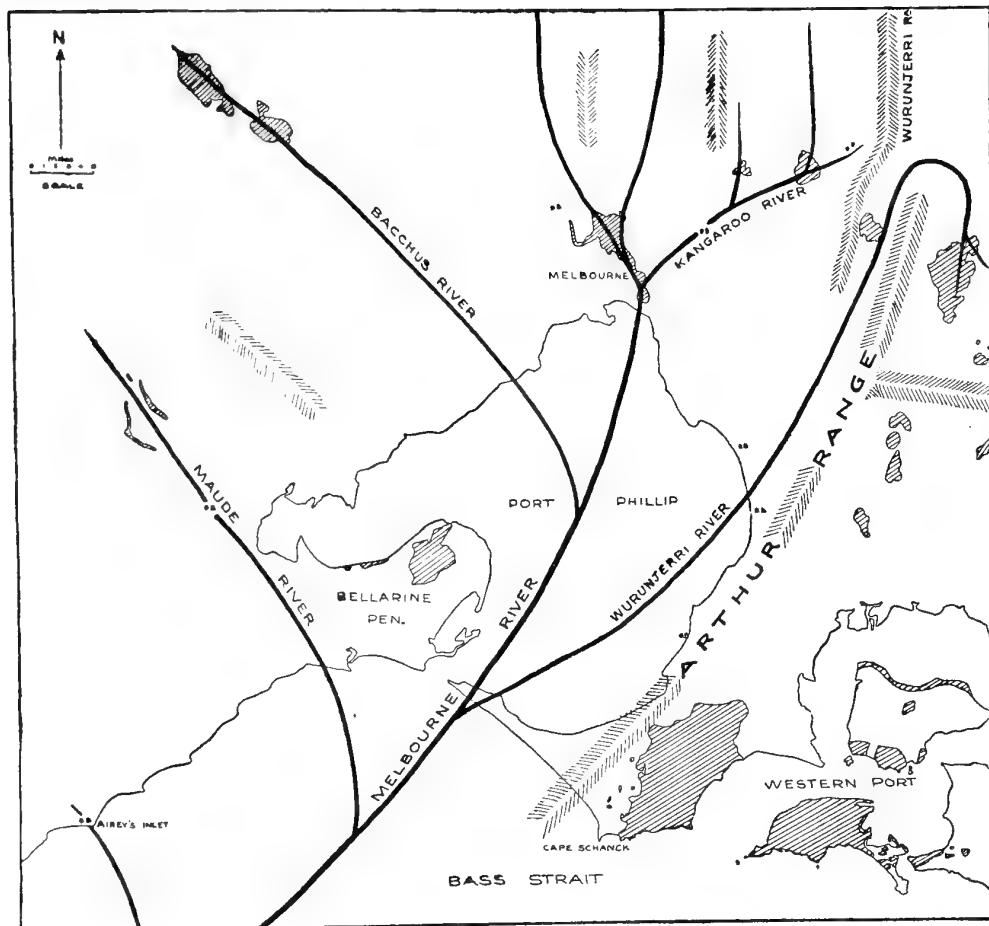 N
Miles
SCALE
WURUNJERRI
BACCHUS RIVER
KANGAROO RIVER
MELBOURNE
ARTHUR RANGE
MAUDE RIVER
PORT PHILLIP
WURUNJERRI RIVER
BELLARINE
PEN.
MELBOURNE RIVER
WESTERN PORT
AIREY'S INLET
CAPE SCHANCK
BASS STRAIT